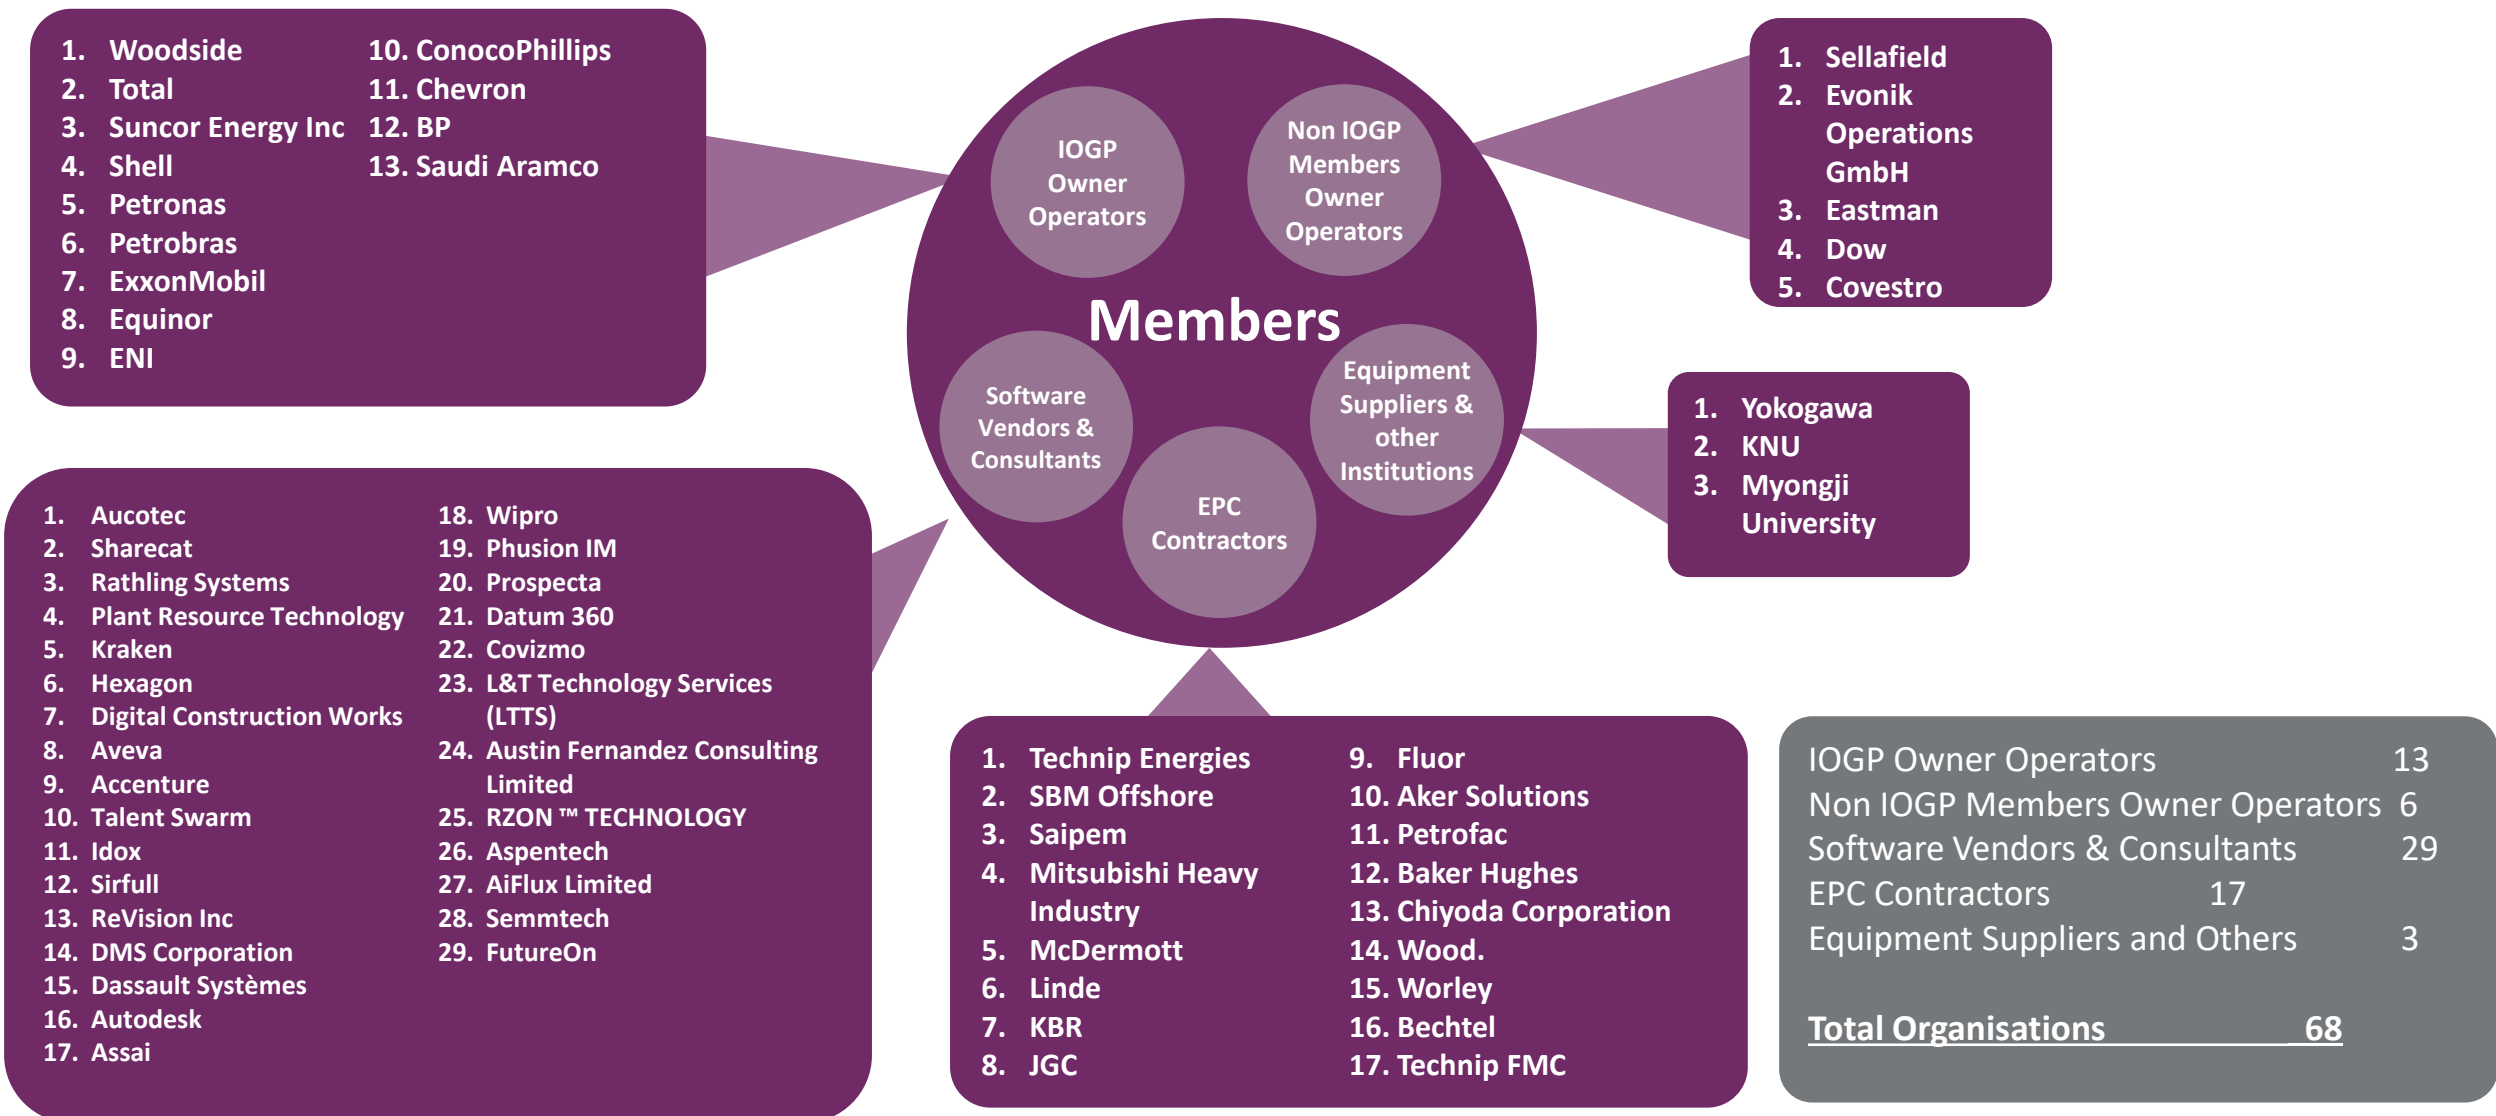 1. Woodside
2. Total
3. Suncor Energy Inc
4. Shell
5. Petronas
6. Petrobras
7. ExxonMobil
8. Equinor
9. ENI
10. ConocoPhillips
11. Chevron
12. BP
13. Saudi Aramco
IOGP
Owner
Operators
Non IOGP
Members
Owner
Operators
Members
Software
Vendors &
Consultants
Equipment
Suppliers &
other
Institutions
EPC
Contractors
1. Sellafield
2. Evonik
Operations
GmbH
3. Eastman
4. Dow
5. Covestro
1. Yokogawa
2. KNU
3. Myongji
University
1. Aucotec
2. Sharecat
3. Rathling Systems
4. Plant Resource Technology
5. Kraken
6. Hexagon
7. Digital Construction Works
8. Aveva
9. Accenture
10. Talent Swarm
11. Idox
12. Sirfull
13. ReVision Inc
14. DMS Corporation
15. Dassault Systèmes
16. Autodesk
17. Assai
18. Wipro
19. Phusion IM
20. Prospecta
21. Datum 360
22. Covizmo
23. L&T Technology Services
(LTTS)
24. Austin Fernandez Consulting
Limited
25. RZON ™ TECHNOLOGY
26. Aspentech
27. AiFlux Limited
28. Semmtech
29. FutureOn
1. Technip Energies
2. SBM Offshore
3. Saipem
4. Mitsubishi Heavy
Industry
5. McDermott
6. Linde
7. KBR
8. JGC
9. Fluor
10. Aker Solutions
11. Petrofac
12. Baker Hughes
13. Chiyoda Corporation
14. Wood.
15. Worley
16. Bechtel
17. Technip FMC
IOGP Owner Operators 13
Non IOGP Members Owner Operators 6
Software Vendors & Consultants 29
EPC Contractors 17
Equipment Suppliers and Others 3
Total Organisations 68